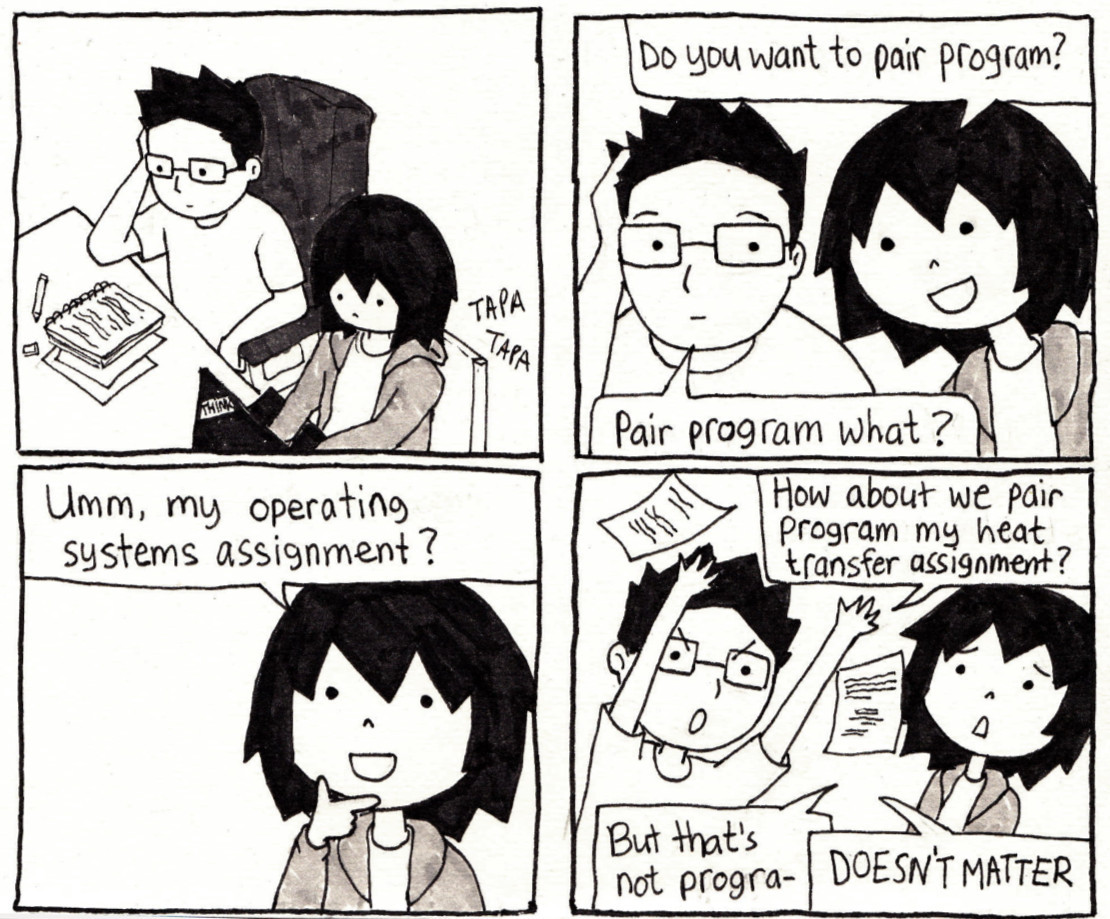 TAPA
TAPA
THINK
Do you want to pair program?
Pair program what?
Umm, my operating
systems assignment?
How about we pair
program my heat
transfer assignment?
But that's
not progra-
DOESN'T MATTER